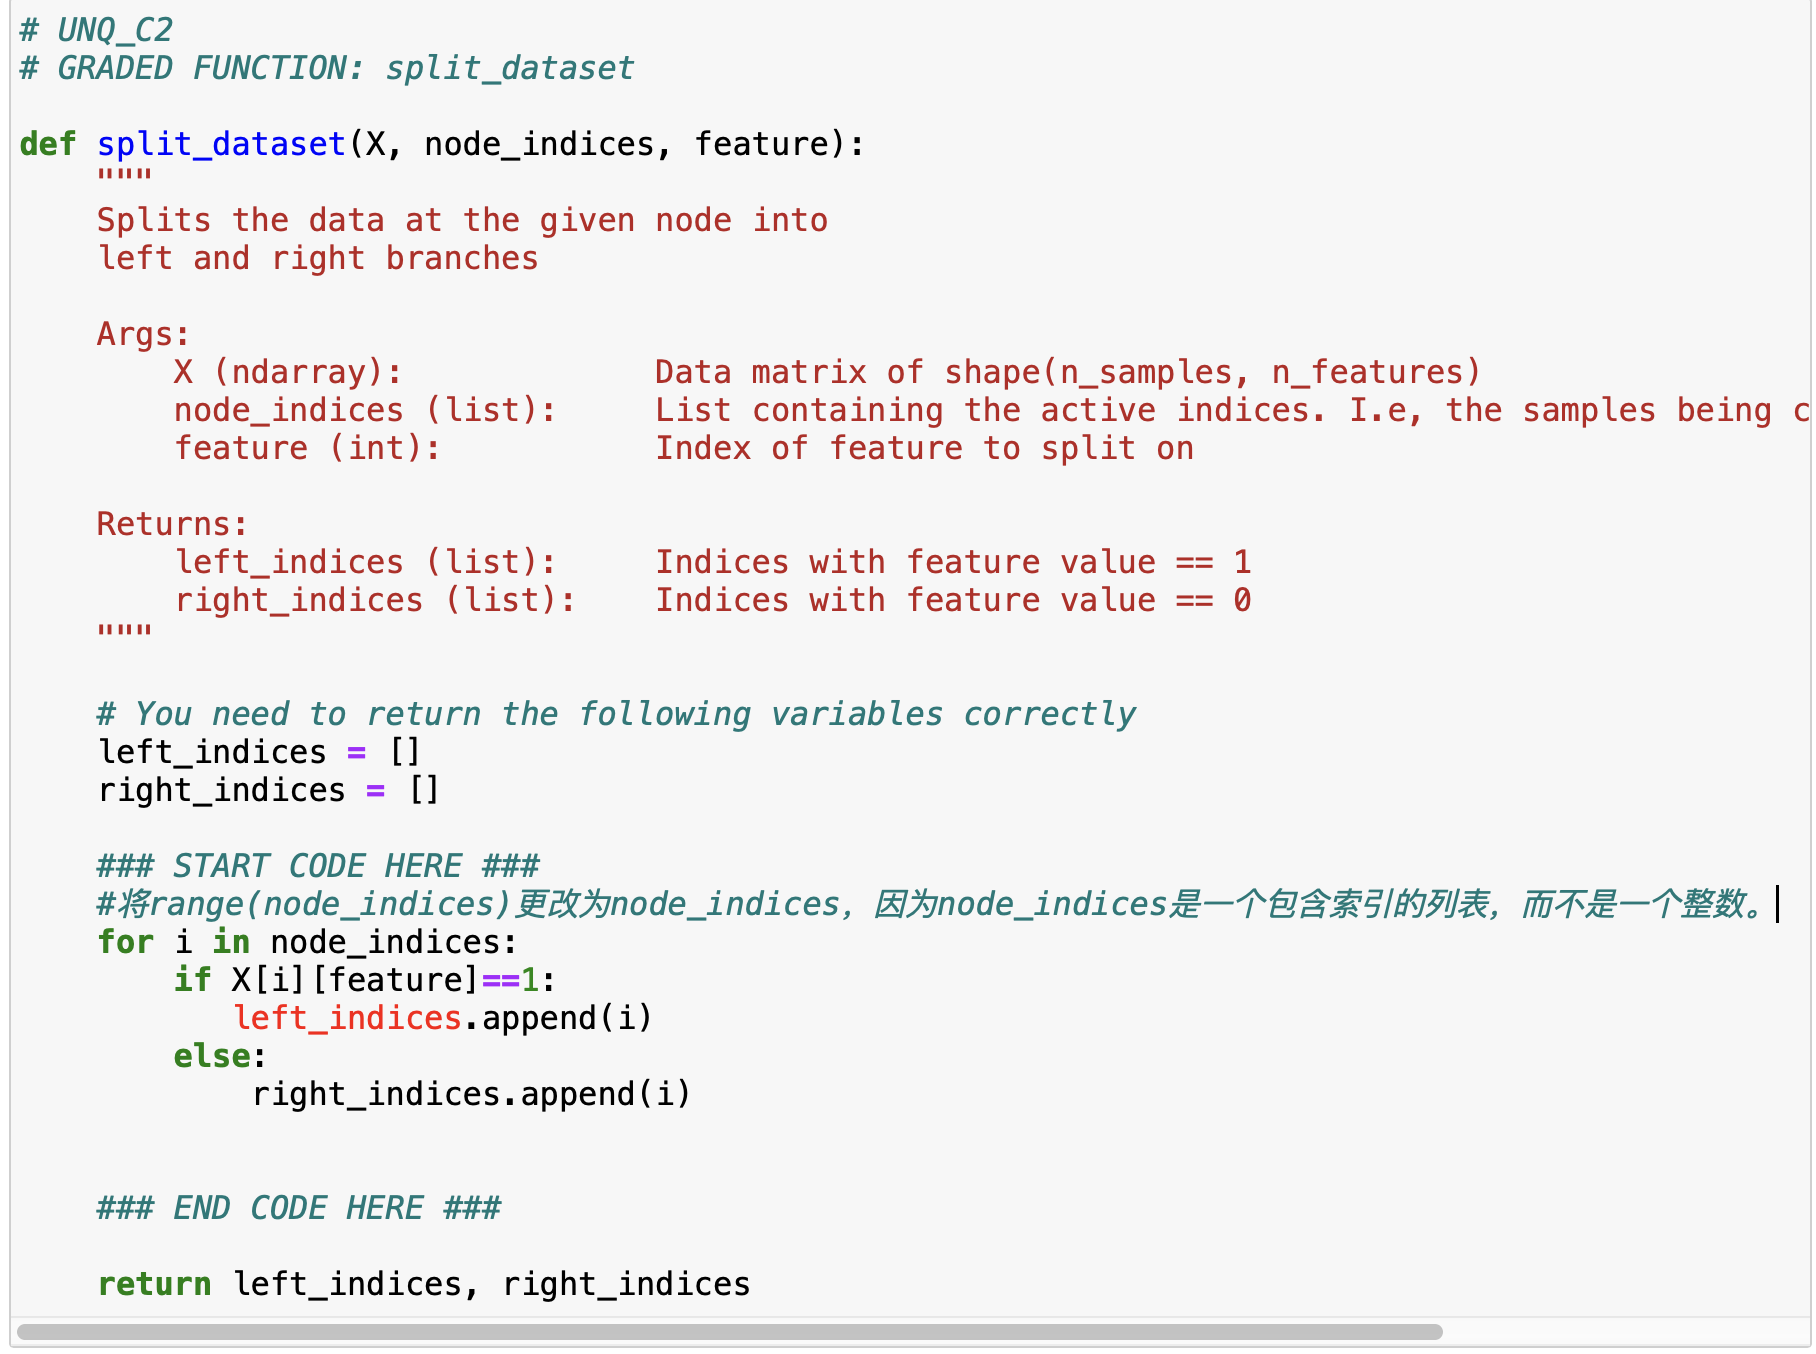 # UNQ_C2
# GRADED FUNCTION: split_dataset
def split_dataset(X, node_indices, feature):
"""
Splits the data at the given node into
left and right branches
Args:
X (ndarray):             Data matrix of shape(n_samples, n_features)
node_indices (list):     List containing the active indices. I.e, the samples being c
feature (int):           Index of feature to split on
Returns:
left_indices (list):     Indices with feature value == 1
right_indices (list):    Indices with feature value == 0
"""
# You need to return the following variables correctly
left_indices = []
right_indices = []
### START CODE HERE ###
#将range(node_indices)更改为node_indices，因为node_indices是一个包含索引的列表，而不是一个整数。
for i in node_indices:
if X[i][feature]==1:
left_indices.append(i)
else:
right_indices.append(i)
### END CODE HERE ###
return left_indices, right_indices